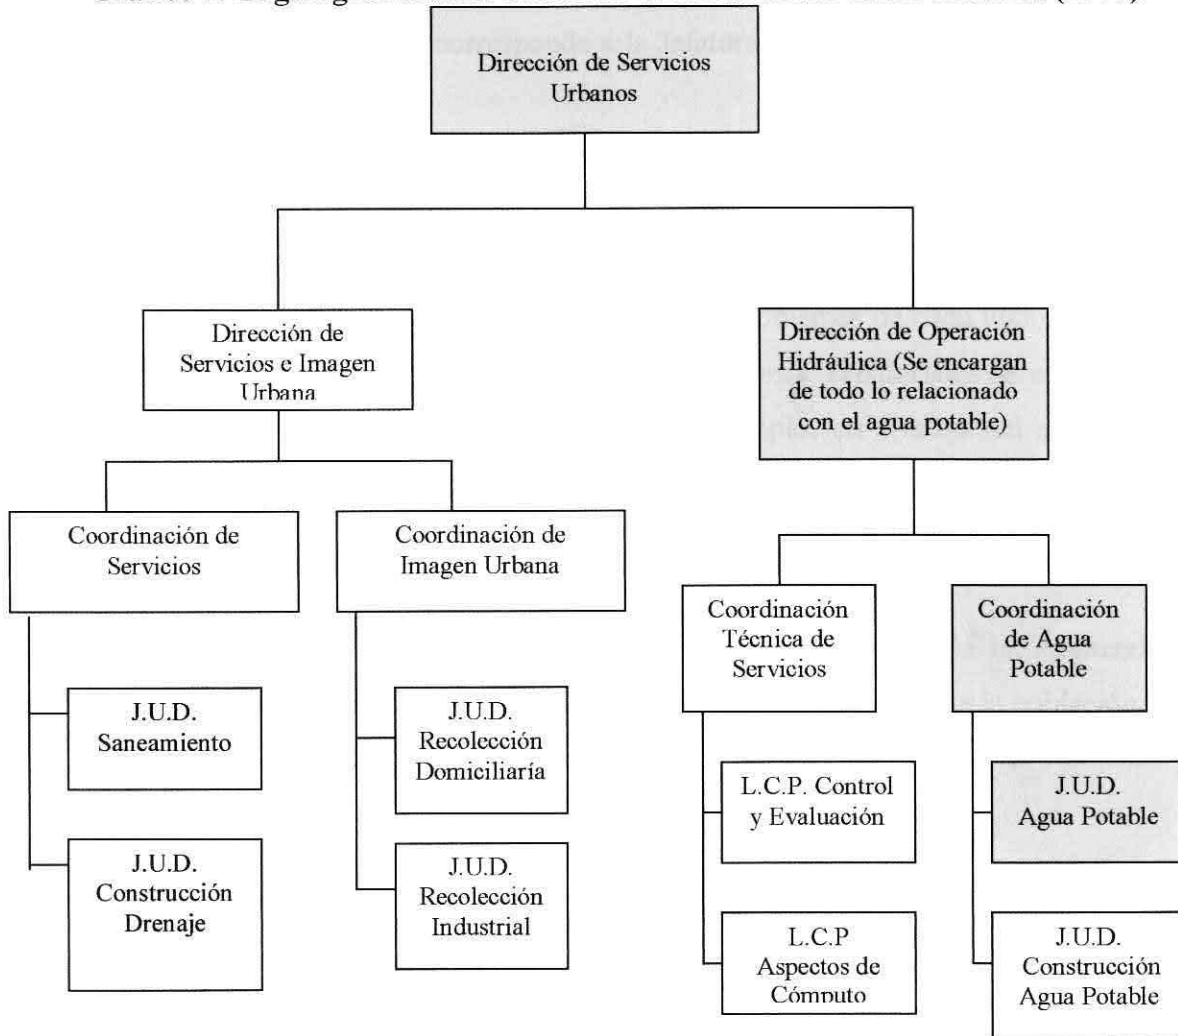 Dirección de Servicios
Urbanos
Dirección de
Servicios e Imagen
Urbana
Dirección de Operación
Hidráulica (Se encargan
de todo lo relacionado
con el agua potable)
Coordinación de
Servicios
Coordinación de
Imagen Urbana
Coordinación
Técnica de
Servicios
Coordinación
de Agua
Potable
J.U.D.
Saneamiento
J.U.D.
Recolección
Domiciliaría
L.C.P. Control
y Evaluación
J.U.D.
Agua Potable
J.U.D.
Construcción
Drenaje
J.U.D.
Recolección
Industrial
L.C.P
Aspectos de
Cómputo
J.U.D.
Construcción
Agua Potable